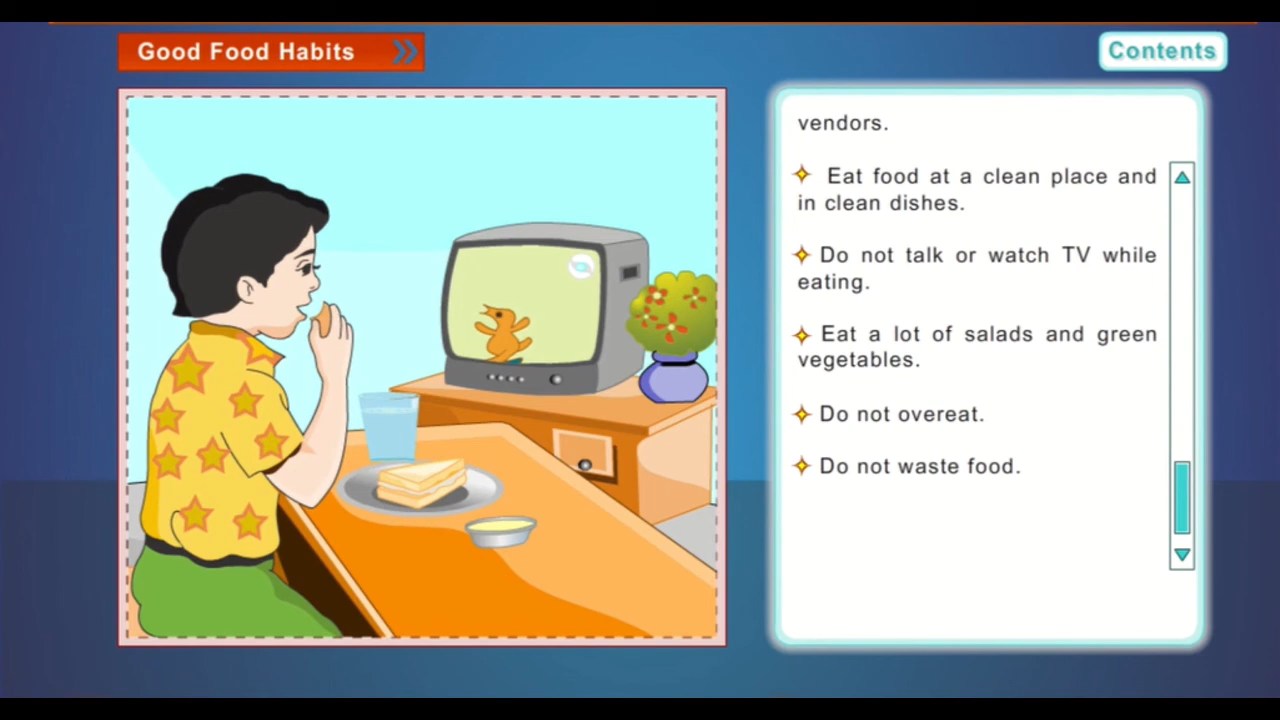 Good Food Habits
Contents
vendors.
Eat food at a clean place and
in clean dishes.
Do not talk or watch TV while
eating.
Eat a lot of salads and green
vegetables.
Do not overeat.
Do not waste food.